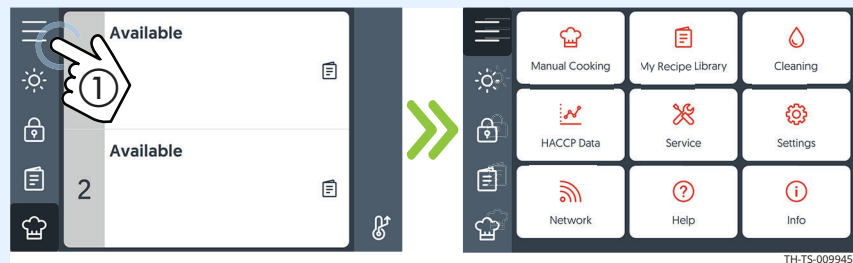 Available
①
Available
2
Manual Cooking
My Recipe Library
Cleaning
HACCP Data
Service
Settings
Network
Help
Info
TH-TS-009945